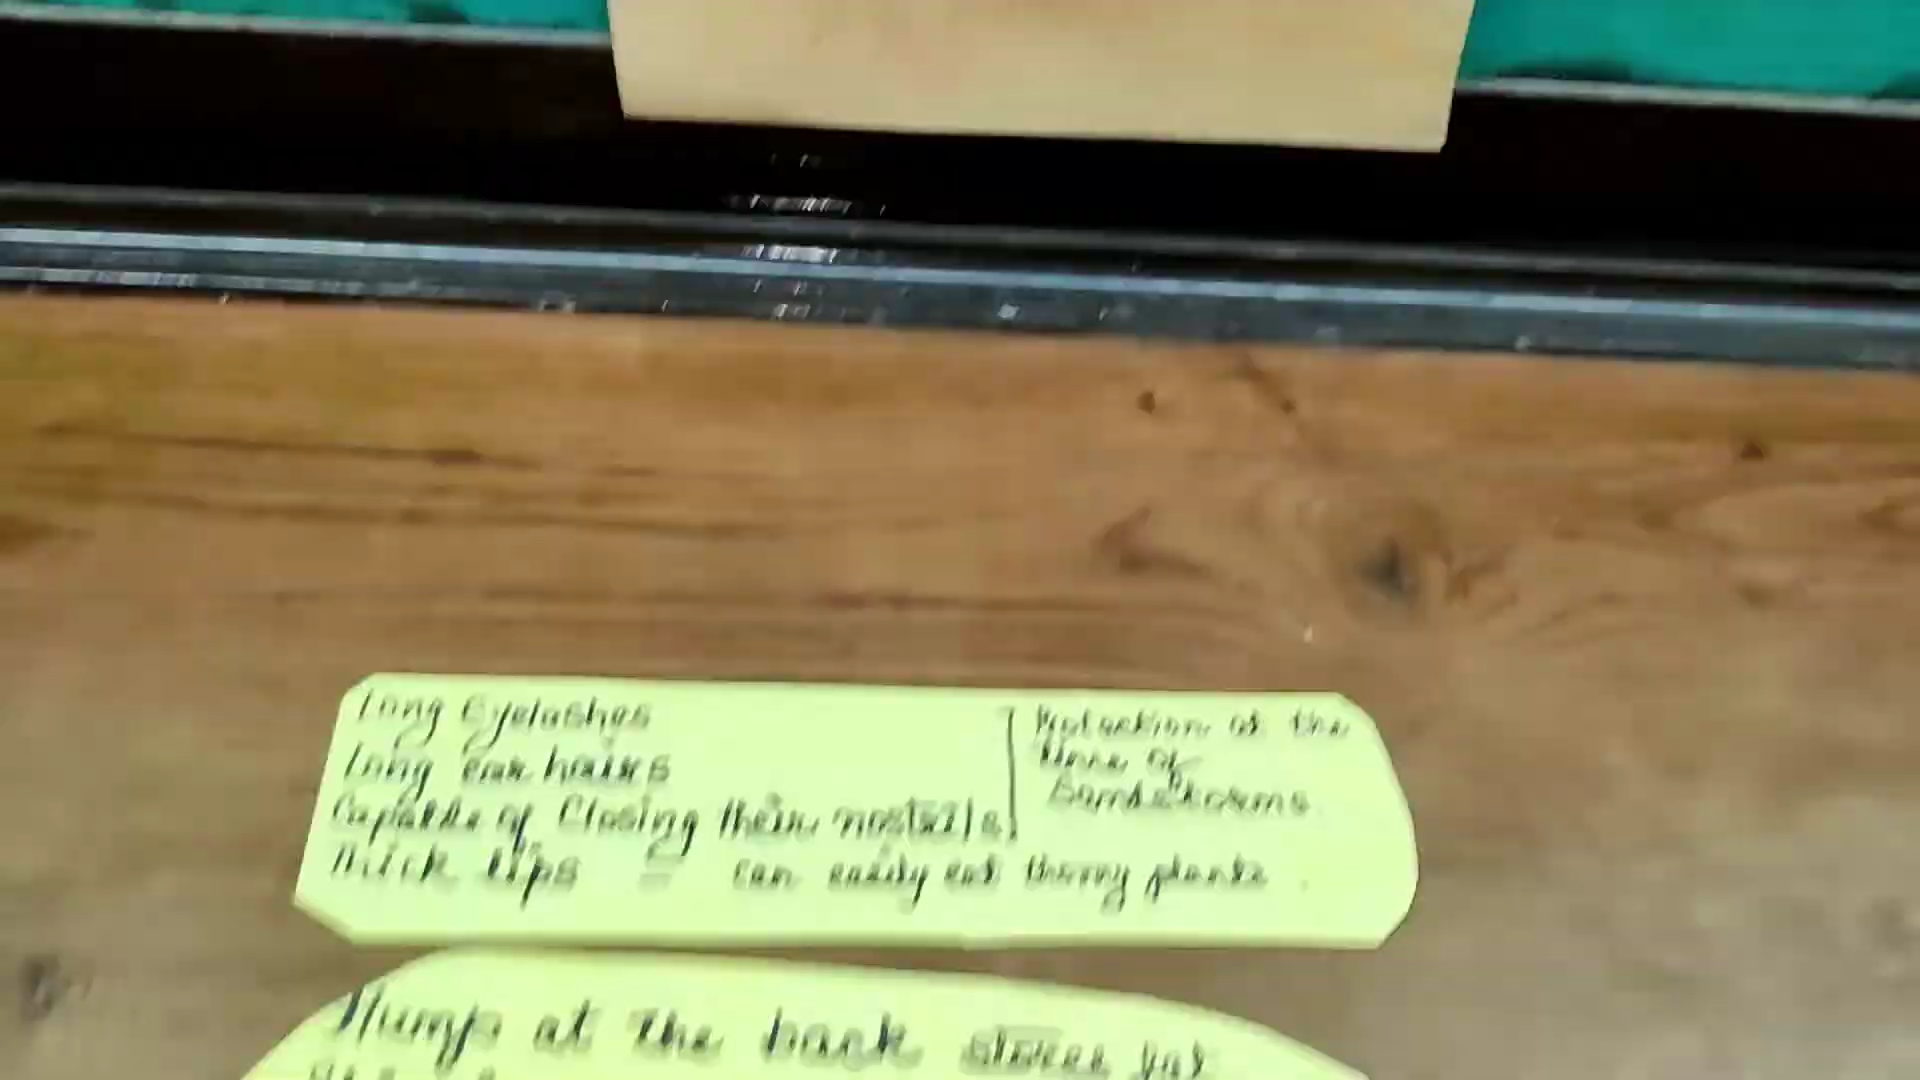 Long Eyelashes
Long ear hairs
Capable of Closing their nostrils
Protection at the
time of
Sandstorms.
Thick lips = can easily eat thorny plants.
Hump at the back stores fat